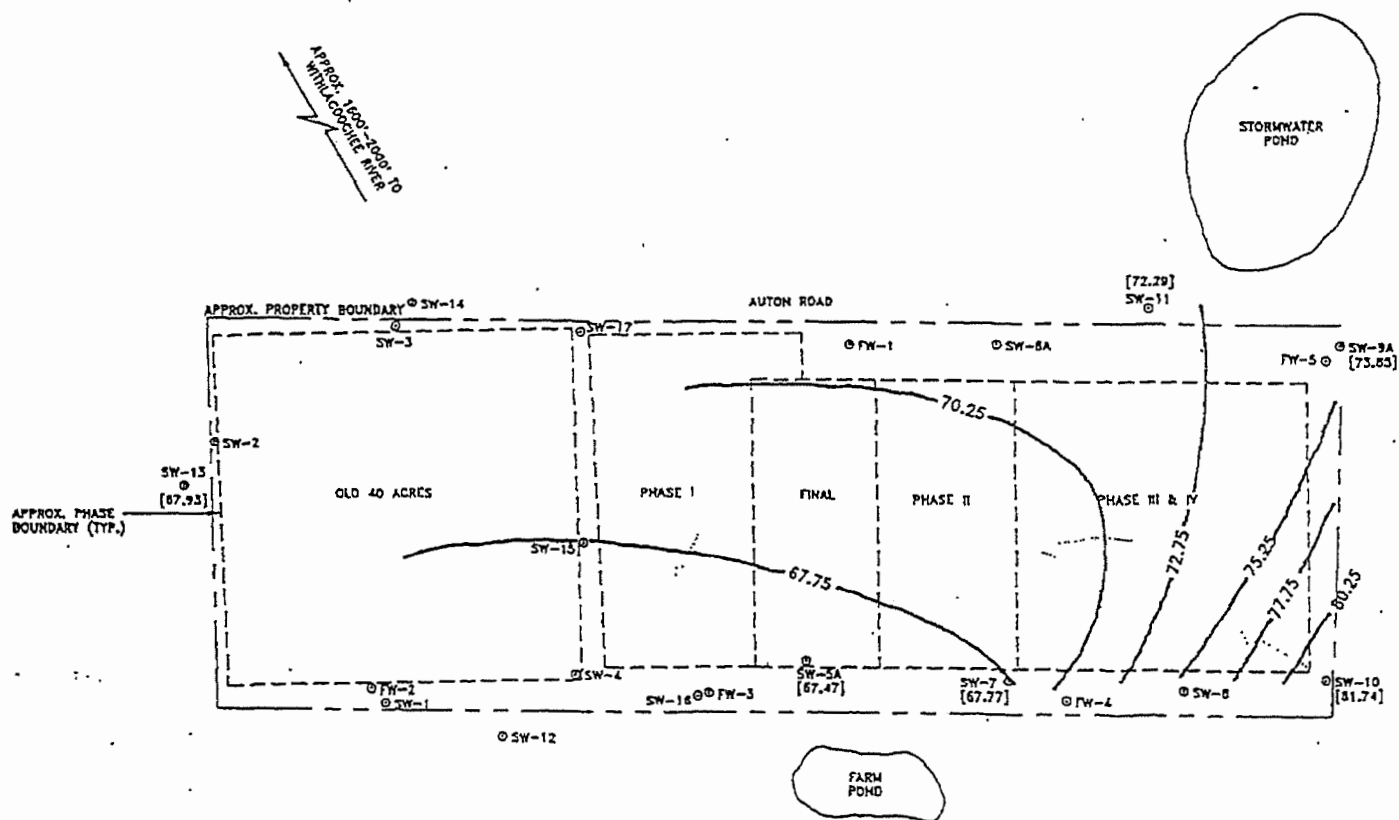 APPROX. 1600'-2000' TO
WITHLACOOCHEE RIVER
STORMWATER
POND
[72.29]
SW-11
APPROX. PROPERTY BOUNDARY
SW-14
AUTON ROAD
SW-3
SW-17
FW-1
SW-8A
FW-5
SW-9A
[73.83]
70.25
SW-2
SW-13
[67.93]
OLD 40 ACRES
PHASE I
FINAL
PHASE II
PHASE III & IV
APPROX. PHASE
BOUNDARY (TYP.)
SW-15
67.75
72.75
75.25
77.75
80.25
FW-2
SW-1
SW-4
SW-5A
[67.47]
SW-16
FW-3
SW-7
[67.77]
FW-4
SW-8
SW-10
[81.74]
SW-12
FARM
POND